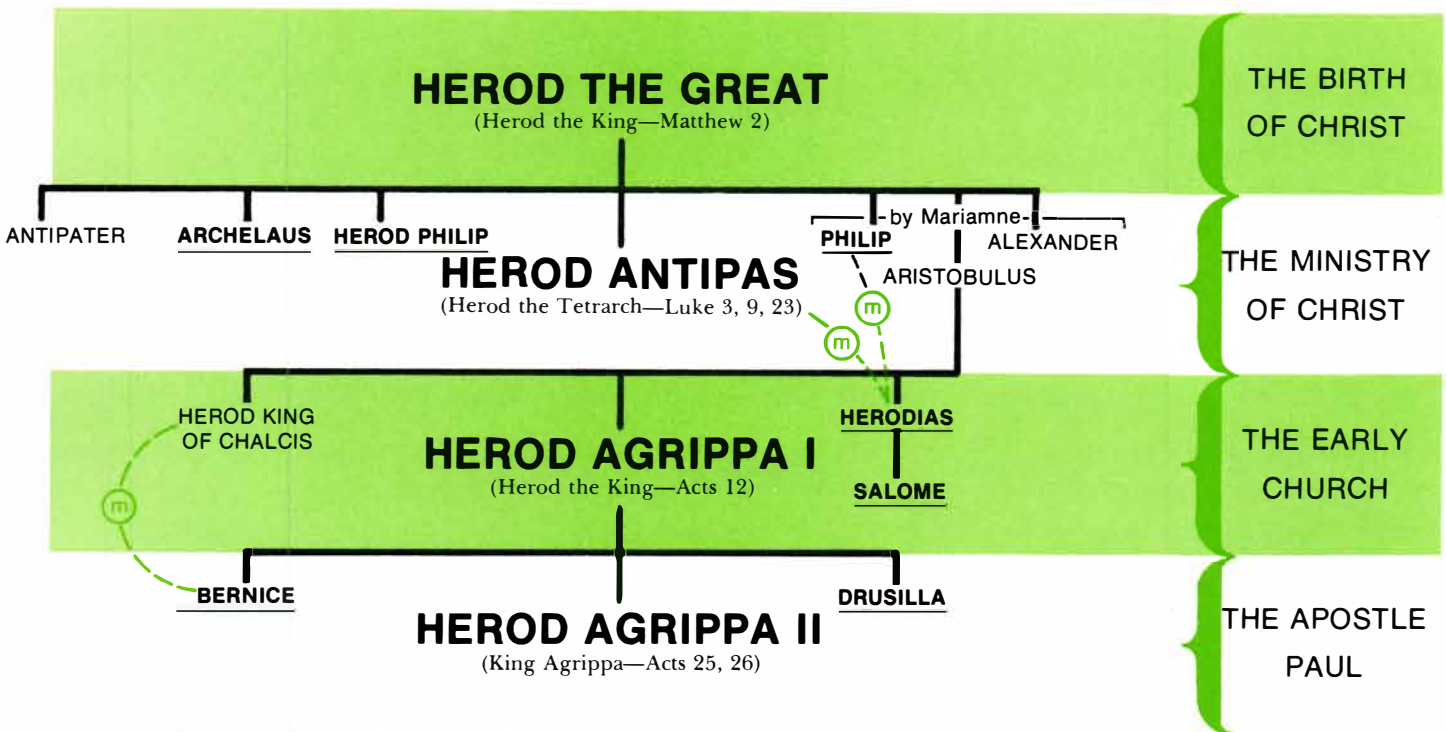 HEROD THE GREAT
(Herod the King—Matthew 2)
THE BIRTH
OF CHRIST
ANTIPATER
ARCHELAUS
HEROD PHILIP
HEROD ANTIPAS
(Herod the Tetrarch—Luke 3, 9, 23)
by Mariamne
PHILIP
ARISTOBULUS
ALEXANDER
m
m
THE MINISTRY
OF CHRIST
HEROD KING
OF CHALCIS
HEROD AGRIPPA I
(Herod the King—Acts 12)
HERODIAS
SALOME
m
THE EARLY
CHURCH
BERNICE
HEROD AGRIPPA II
(King Agrippa—Acts 25, 26)
DRUSILLA
THE APOSTLE
PAUL